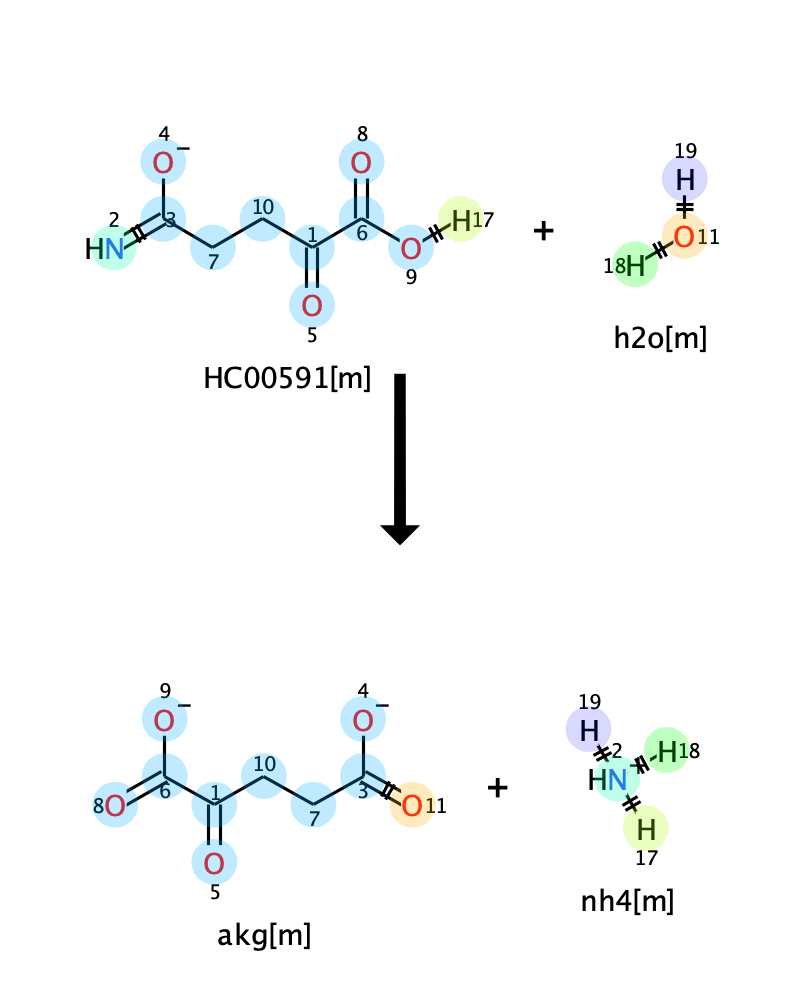 4 8 19
O− O H
2 3 10 1 6 H17 + O11
HN 7 O 18H
9
O
5
h2o[m]
HC00591[m]
9 4 19
O− O− H
2 H18
6 1 10 3 + HN
8O 7 O11
H
O 17
5
nh4[m]
akg[m]